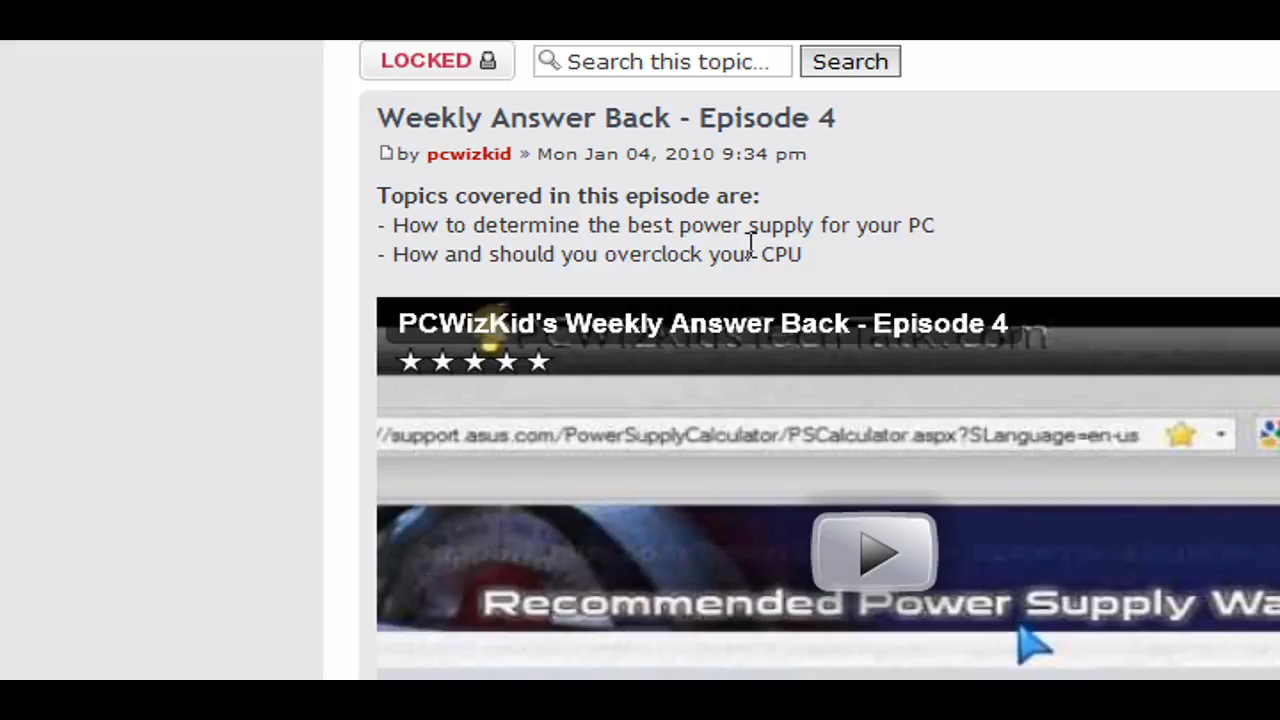 LOCKED
Search this topic...
Search
Weekly Answer Back - Episode 4
by pcwizkid » Mon Jan 04, 2010 9:34 pm
Topics covered in this episode are:
- How to determine the best power supply for your PC
- How and should you overclock your CPU
PCWizKid's Weekly Answer Back - Episode 4
PCWizKidsTechTalk.com
//support.asus.com/PowerSupplyCalculator/PSCalculator.aspx?SLanguage=en-us
Recommended Power Supply Wa